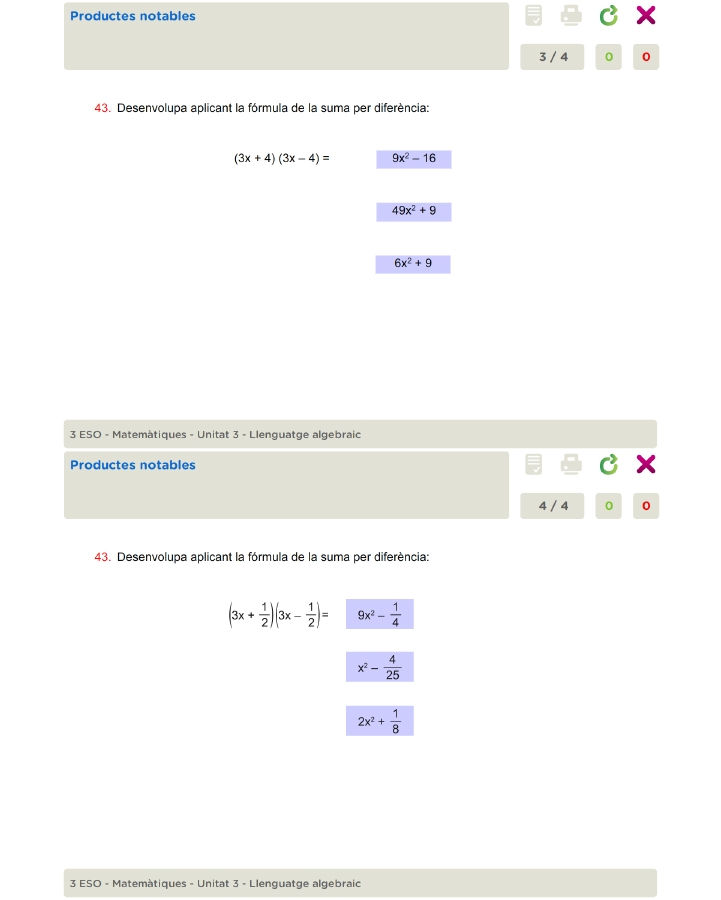 Productes notables
3 / 4
0
0
43. Desenvolupa aplicant la fórmula de la suma per diferència:
(3x + 4) (3x – 4) = 9x² – 16
49x² + 9
6x² + 9
3 ESO - Matemàtiques - Unitat 3 - Llenguatge algebraic
Productes notables
4 / 4
0
0
43. Desenvolupa aplicant la fórmula de la suma per diferència:
(3x + 1/2)(3x – 1/2) = 9x² – 1/4
x² – 4/25
2x² + 1/8
3 ESO - Matemàtiques - Unitat 3 - Llenguatge algebraic